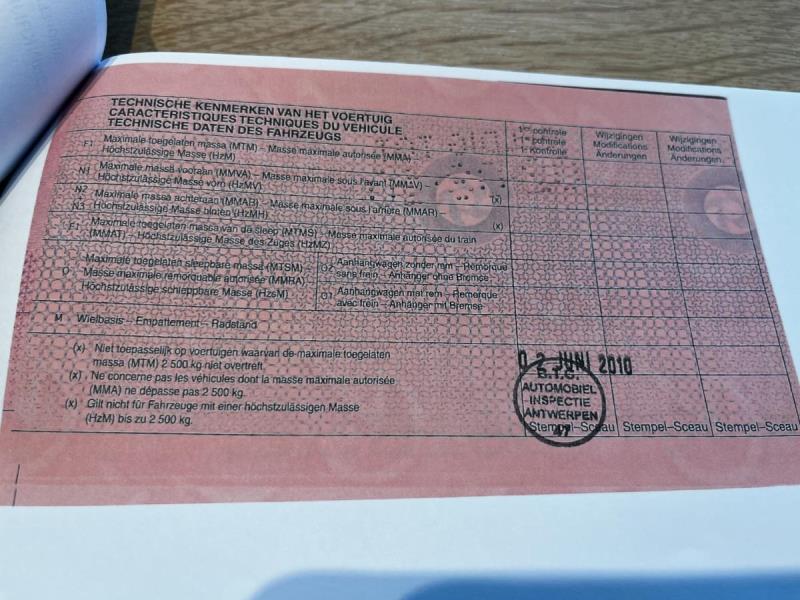 TECHNISCHE KENMERKEN VAN HET VOERTUIG
CARACTERISTIQUES TECHNIQUES DU VEHICULE
TECHNISCHE DATEN DES FAHRZEUGS
1ste controle
1er contrôle
1e Kontrolle
Wijzigingen
Modifications
Änderungen
Wijzigingen
Modifications
Änderungen
F1 Maximale toegelaten massa (MTM) – Masse maximale autorisée (MMA)
Höchstzulässige Masse (HzM)
N1 Maximale massa vooraan (MMVA) – Masse maximale sous l'avant (MMAV) –
Höchstzulässige Masse vorn (HzMV) (x)
N2 Maximale massa achteraan (MMAB) – Masse maximale sous l'arrière (MMAR) –
N3 Höchstzulässige Masse hinten (HzMH) (x)
Maximale toegelaten massa van de sleep (MTMS) – Masse maximale autorisée du train
(MMAT) – Höchstzulässige Masse des Zuges (HzMZ)
O Maximale toegelaten sleepbare massa (MTSM)
Masse maximale remorquable autorisée (MMRA)
Höchstzulässige schleppbare Masse (HzsM)
O2 Aanhangwagen zonder rem – Remorque
sans frein – Anhänger ohne Bremse
O1 Aanhangwagen met rem – Remorque
avec frein – Anhänger mit Bremse
M Wielbasis – Empattement – Radstand
(x) Niet toepasselijk op voertuigen waarvan de maximale toegelaten
massa (MTM) 2 500 kg niet overtreft.
(x) Ne concerne pas les véhicules dont la masse maximale autorisée
(MMA) ne dépasse pas 2 500 kg.
(x) Gilt nicht für Fahrzeuge mit einer höchstzulässigen Masse
(HzM) bis zu 2 500 kg.
0 2 JUNI 2010
AUTOMOBIEL
INSPECTIE
ANTWERPEN
Stempel–Sceau Stempel–Sceau Stempel–Sceau